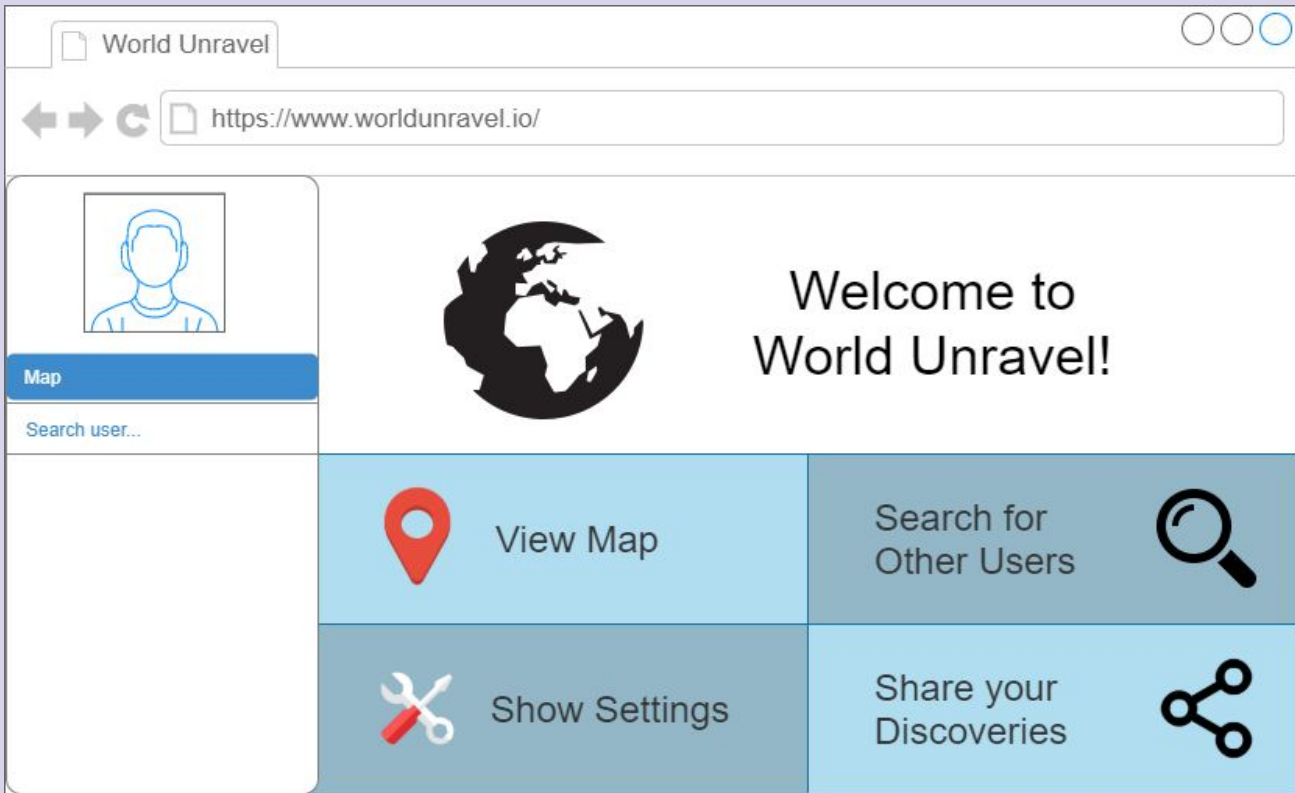 World Unravel
https://www.worldunravel.io/
Map
Search user...
Welcome to
World Unravel!
View Map
Search for
Other Users
Show Settings
Share your
Discoveries